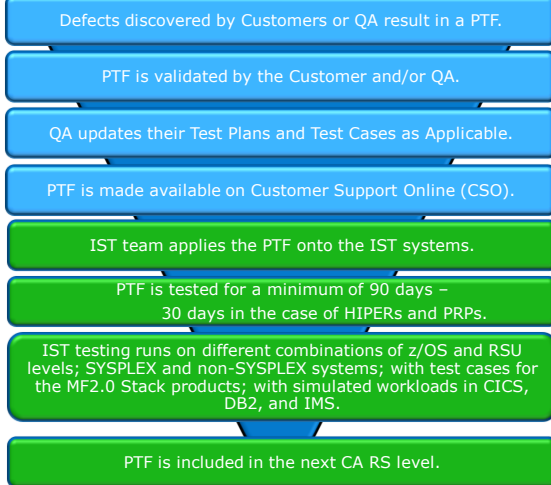 Defects discovered by Customers or QA result in a PTF.
PTF is validated by the Customer and/or QA.
QA updates their Test Plans and Test Cases as Applicable.
PTF is made available on Customer Support Online (CSO).
IST team applies the PTF onto the IST systems.
PTF is tested for a minimum of 90 days –
30 days in the case of HIPERs and PRPs.
IST testing runs on different combinations of z/OS and RSU
levels; SYSPLEX and non-SYSPLEX systems; with test cases for
the MF2.0 Stack products; with simulated workloads in CICS,
DB2, and IMS.
PTF is included in the next CA RS level.